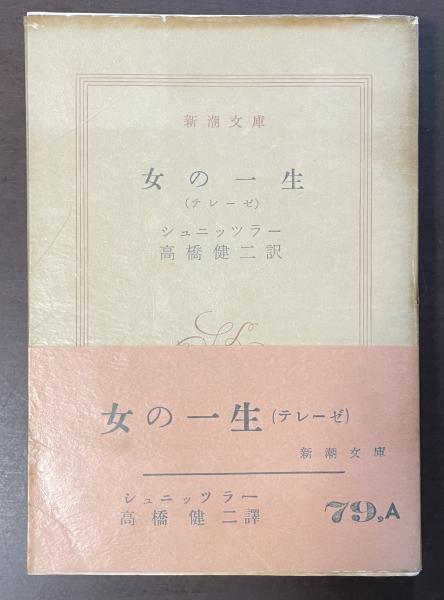 新潮文庫
女の一生
(テレーゼ)
シュニッツラー
高橋健二訳
女の一生(テレーゼ)
新潮文庫
シュニッツラー
高橋健二譯
79,A